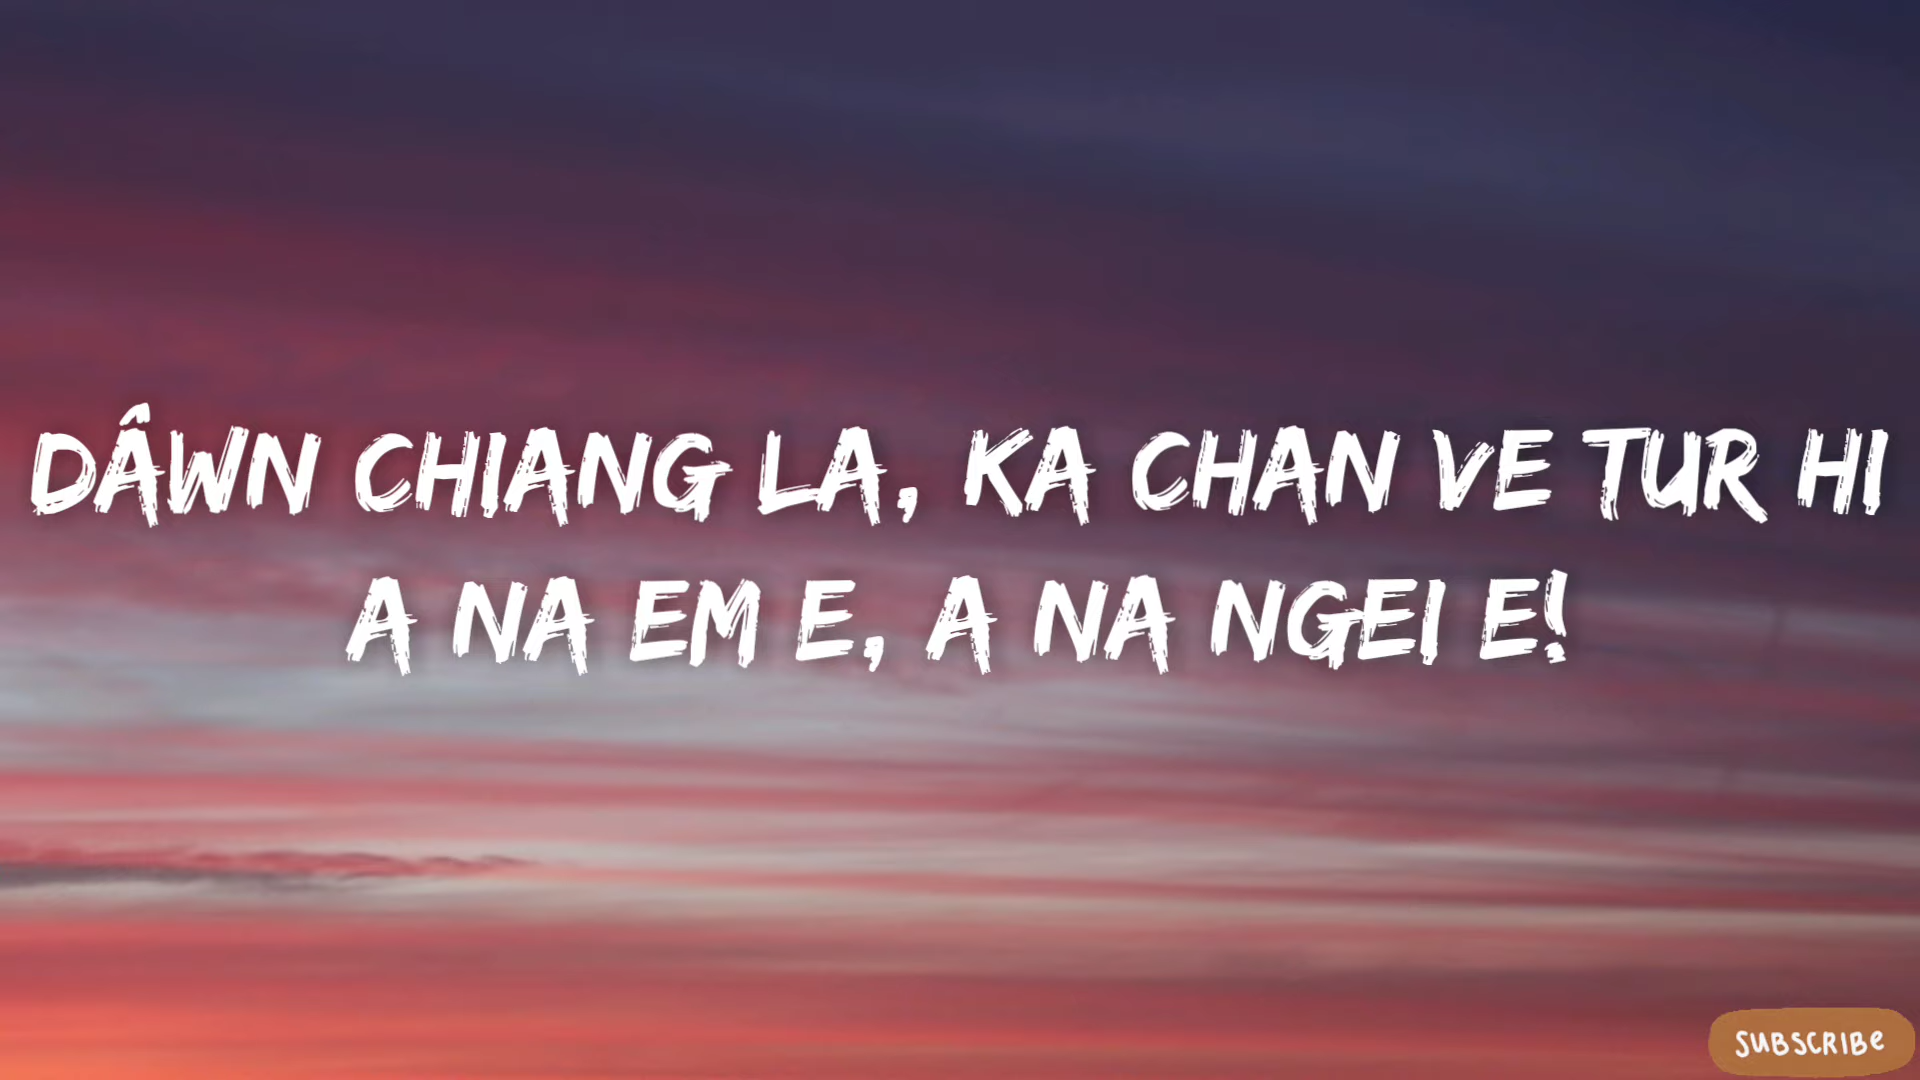 DÂWN CHIANG LA, KA CHAN VE TUR HI
A NA EM E, A NA NGEI E!
SUBSCRIBE